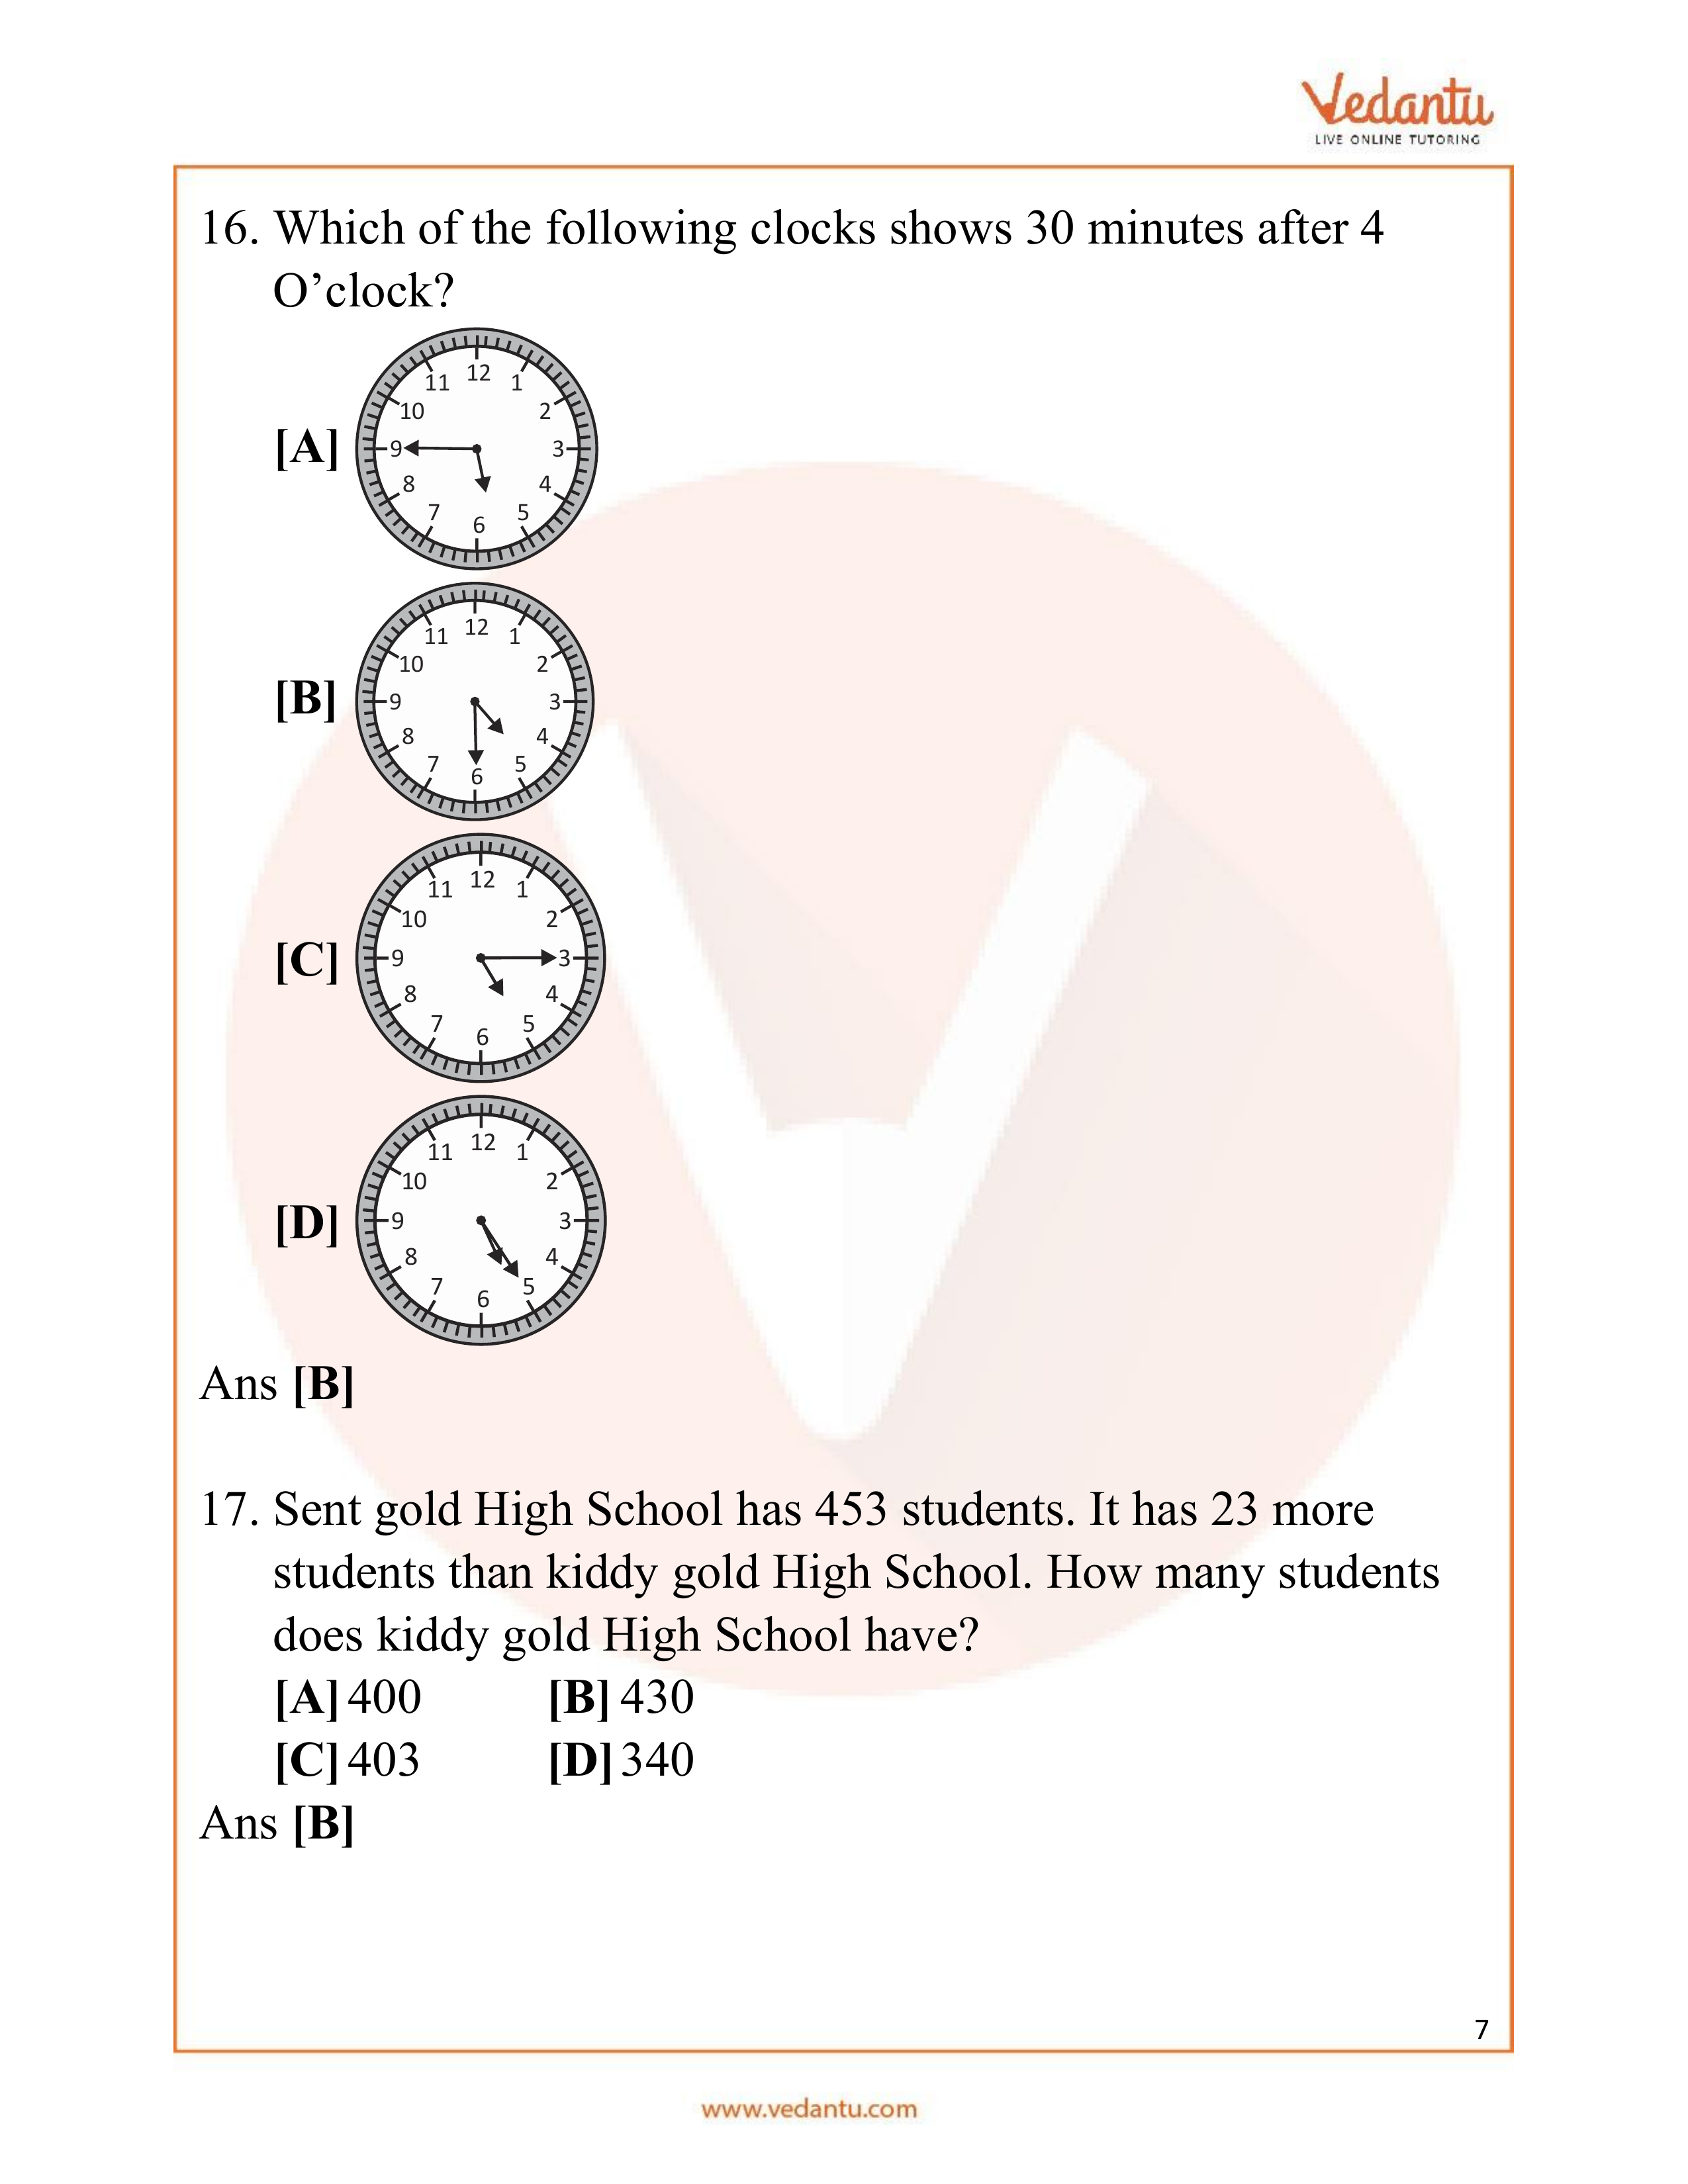 Vedantu
LIVE ONLINE TUTORING
16. Which of the following clocks shows 30 minutes after 4
O’clock?
[A]
12
11 1
10 2
9 3
8 4
7 5
6
[B]
12
11 1
10 2
9 3
8 4
7 5
6
[C]
12
11 1
10 2
9 3
8 4
7 5
6
[D]
12
11 1
10 2
9 3
8 4
7 5
6
Ans [B]
17. Sent gold High School has 453 students. It has 23 more
students than kiddy gold High School. How many students
does kiddy gold High School have?
[A] 400 [B] 430
[C] 403 [D] 340
Ans [B]
7
www.vedantu.com